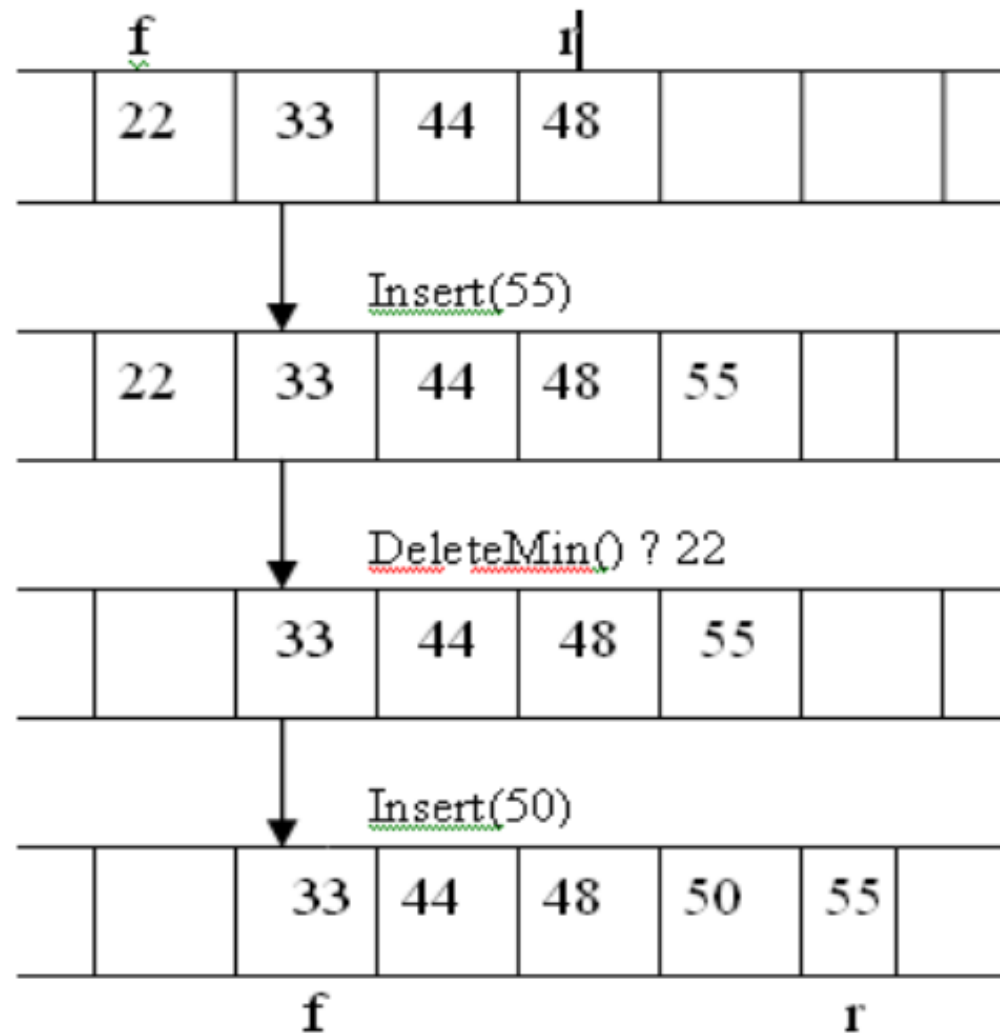 f r
22 33 44 48
Insert(55)
22 33 44 48 55
DeleteMin() ? 22
33 44 48 55
Insert(50)
33 44 48 50 55
f r